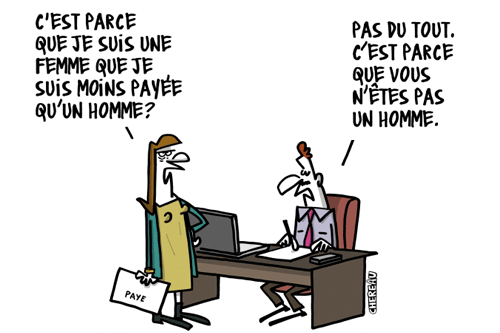 C'EST PARCE
QUE JE SUIS UNE
FEMME QUE JE
SUIS MOINS PAYÉE
QU'UN HOMME?
PAS DU TOUT.
C'EST PARCE
QUE VOUS
N'ÊTES PAS
UN HOMME.
PAYE
CHEREAU